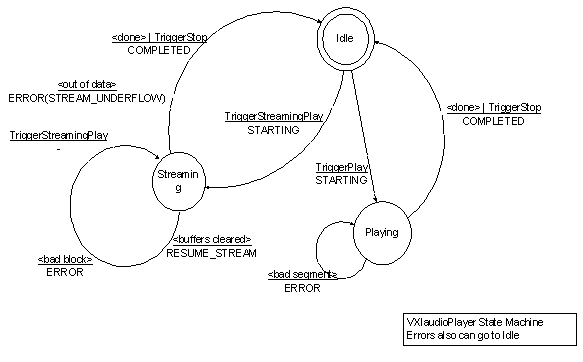 <done> | TriggerStop
COMPLETED
Idle
<out of data>
ERROR(STREAM_UNDERFLOW)
TriggerStreamingPlay
STARTING
<done> | TriggerStop
COMPLETED
TriggerStreamingPlay
-
Streamin
g
TriggerPlay
STARTING
Playing
<buffers cleared>
RESUME_STREAM
<bad block>
ERROR
<bad segment>
ERROR
VXIaudioPlayer State Machine
Errors also can go to Idle